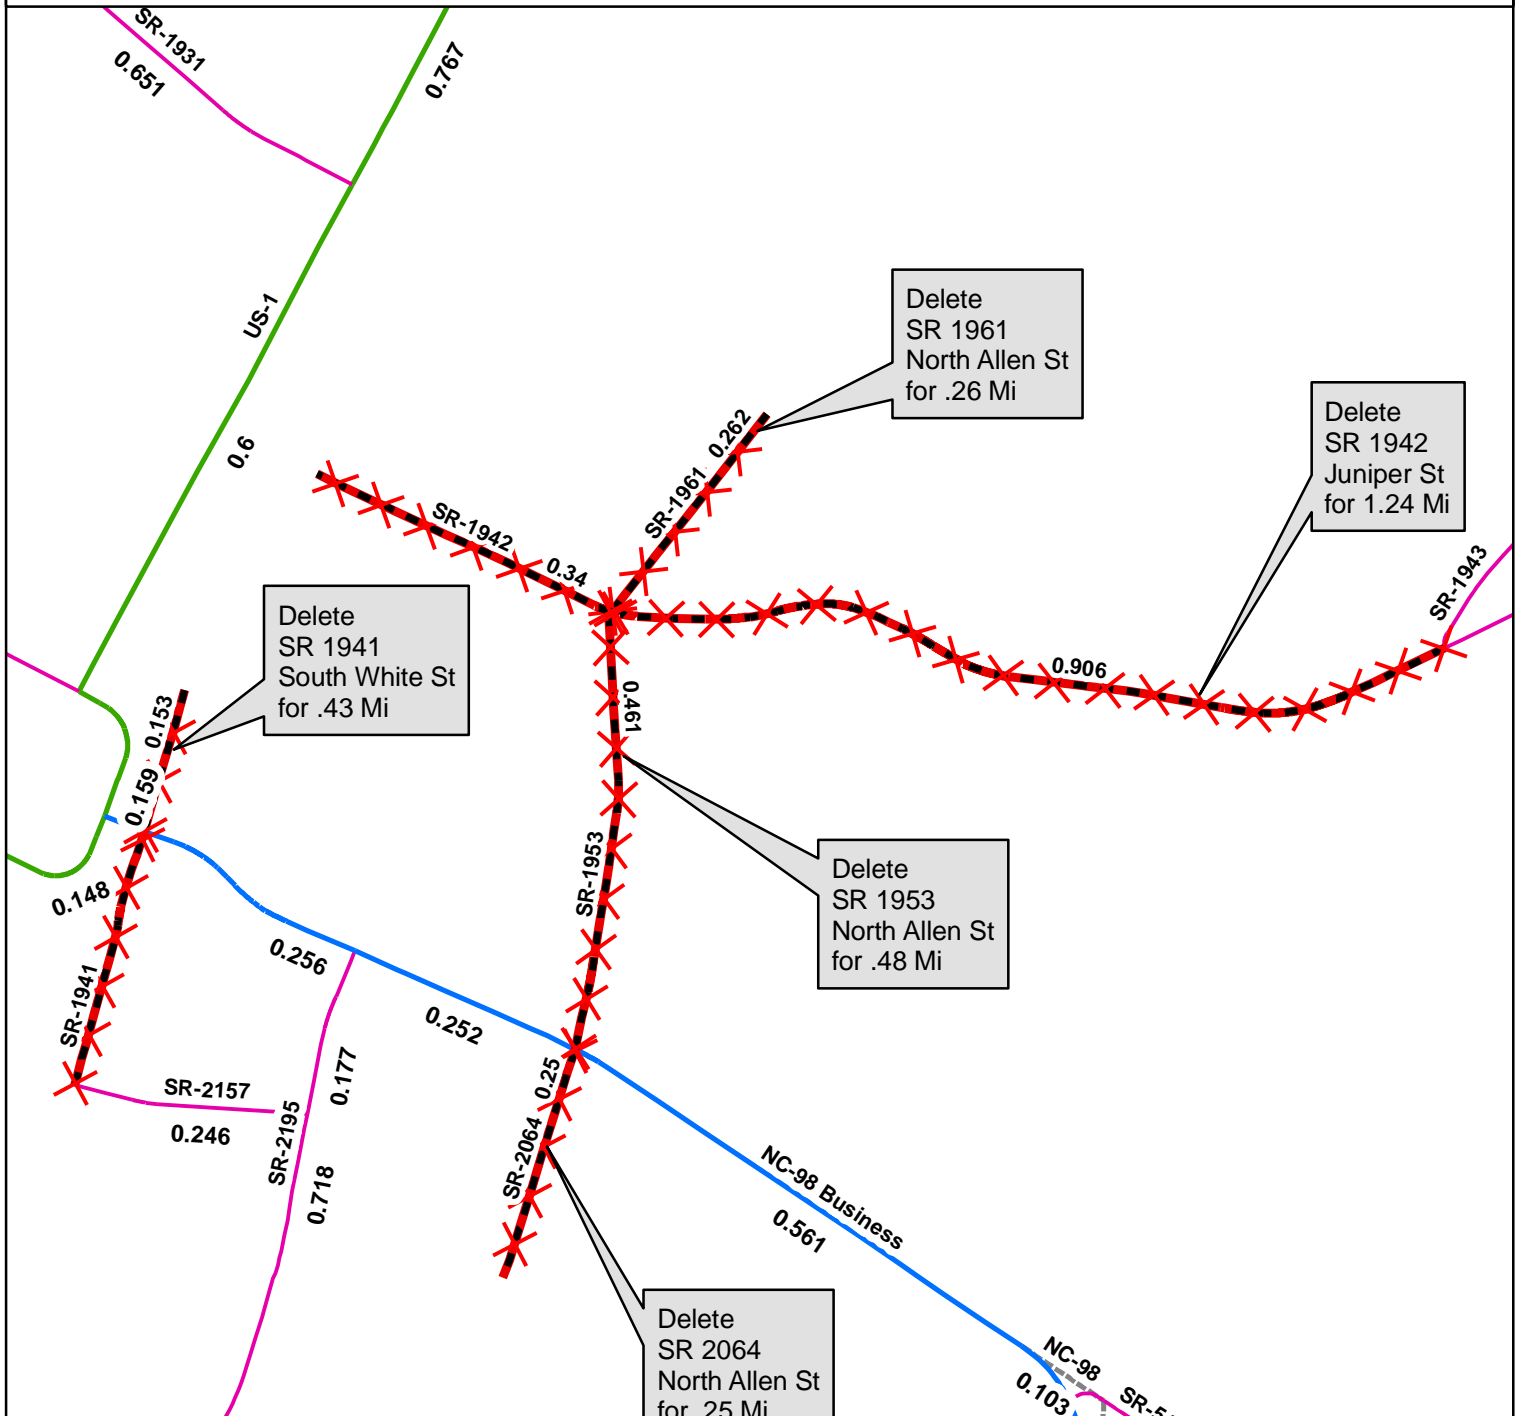 SR-1931
0.651
0.767
US-1
0.6
Delete
SR 1961
North Allen St
for .26 Mi
Delete
SR 1942
Juniper St
for 1.24 Mi
0.262
SR-1961
SR-1942
0.34
SR-1943
Delete
SR 1941
South White St
for .43 Mi
0.906
0.461
0.153
0.159
SR-1953
Delete
SR 1953
North Allen St
for .48 Mi
0.148
0.256
0.252
SR-1941
0.25
0.177
SR-2157
0.246
SR-2195
SR-2064
0.718
NC-98 Business
0.561
Delete
SR 2064
North Allen St
for .25 Mi
NC-98
0.103